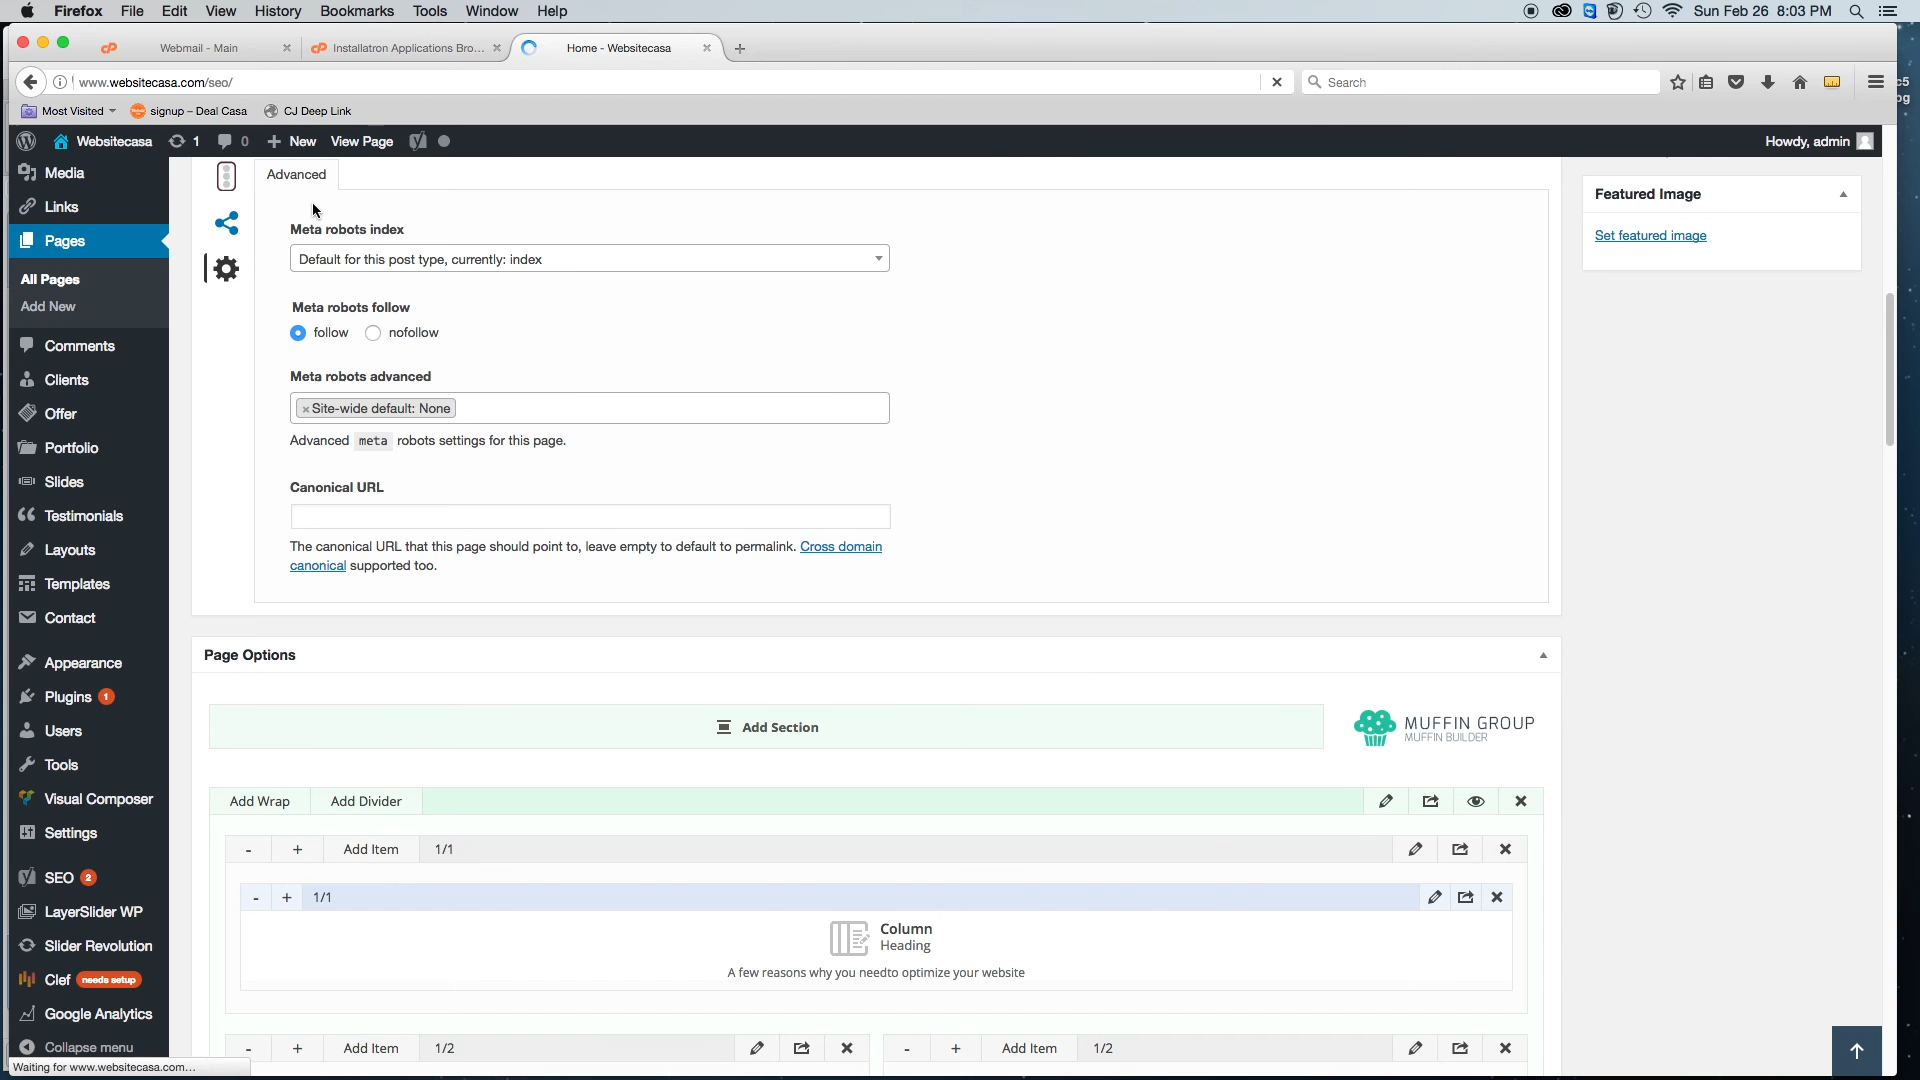 Firefox File Edit View History Bookmarks Tools Window Help Sun Feb 26 8:03 PM
Webmail - Main Installatron Applications Bro... Home - Websitecasa
www.websitecasa.com/seo/ Search
Most Visited signup – Deal Casa CJ Deep Link
Websitecasa 1 0 New View Page Howdy, admin
Media
Links
Pages
All Pages
Add New
Comments
Clients
Offer
Portfolio
Slides
Testimonials
Layouts
Templates
Contact
Appearance
Plugins 1
Users
Tools
Visual Composer
Settings
SEO 2
LayerSlider WP
Slider Revolution
Clef needs setup
Google Analytics
Collapse menu
Waiting for www.websitecasa.com...
Advanced
Meta robots index
Default for this post type, currently: index
Meta robots follow
follow nofollow
Meta robots advanced
× Site-wide default: None
Advanced meta robots settings for this page.
Canonical URL
The canonical URL that this page should point to, leave empty to default to permalink. Cross domain
canonical supported too.
Featured Image
Set featured image
Page Options
Add Section
MUFFIN GROUP
MUFFIN BUILDER
Add Wrap Add Divider
- + Add Item 1/1
- + 1/1
Column
Heading
A few reasons why you needto optimize your website
- + Add Item 1/2
- + Add Item 1/2